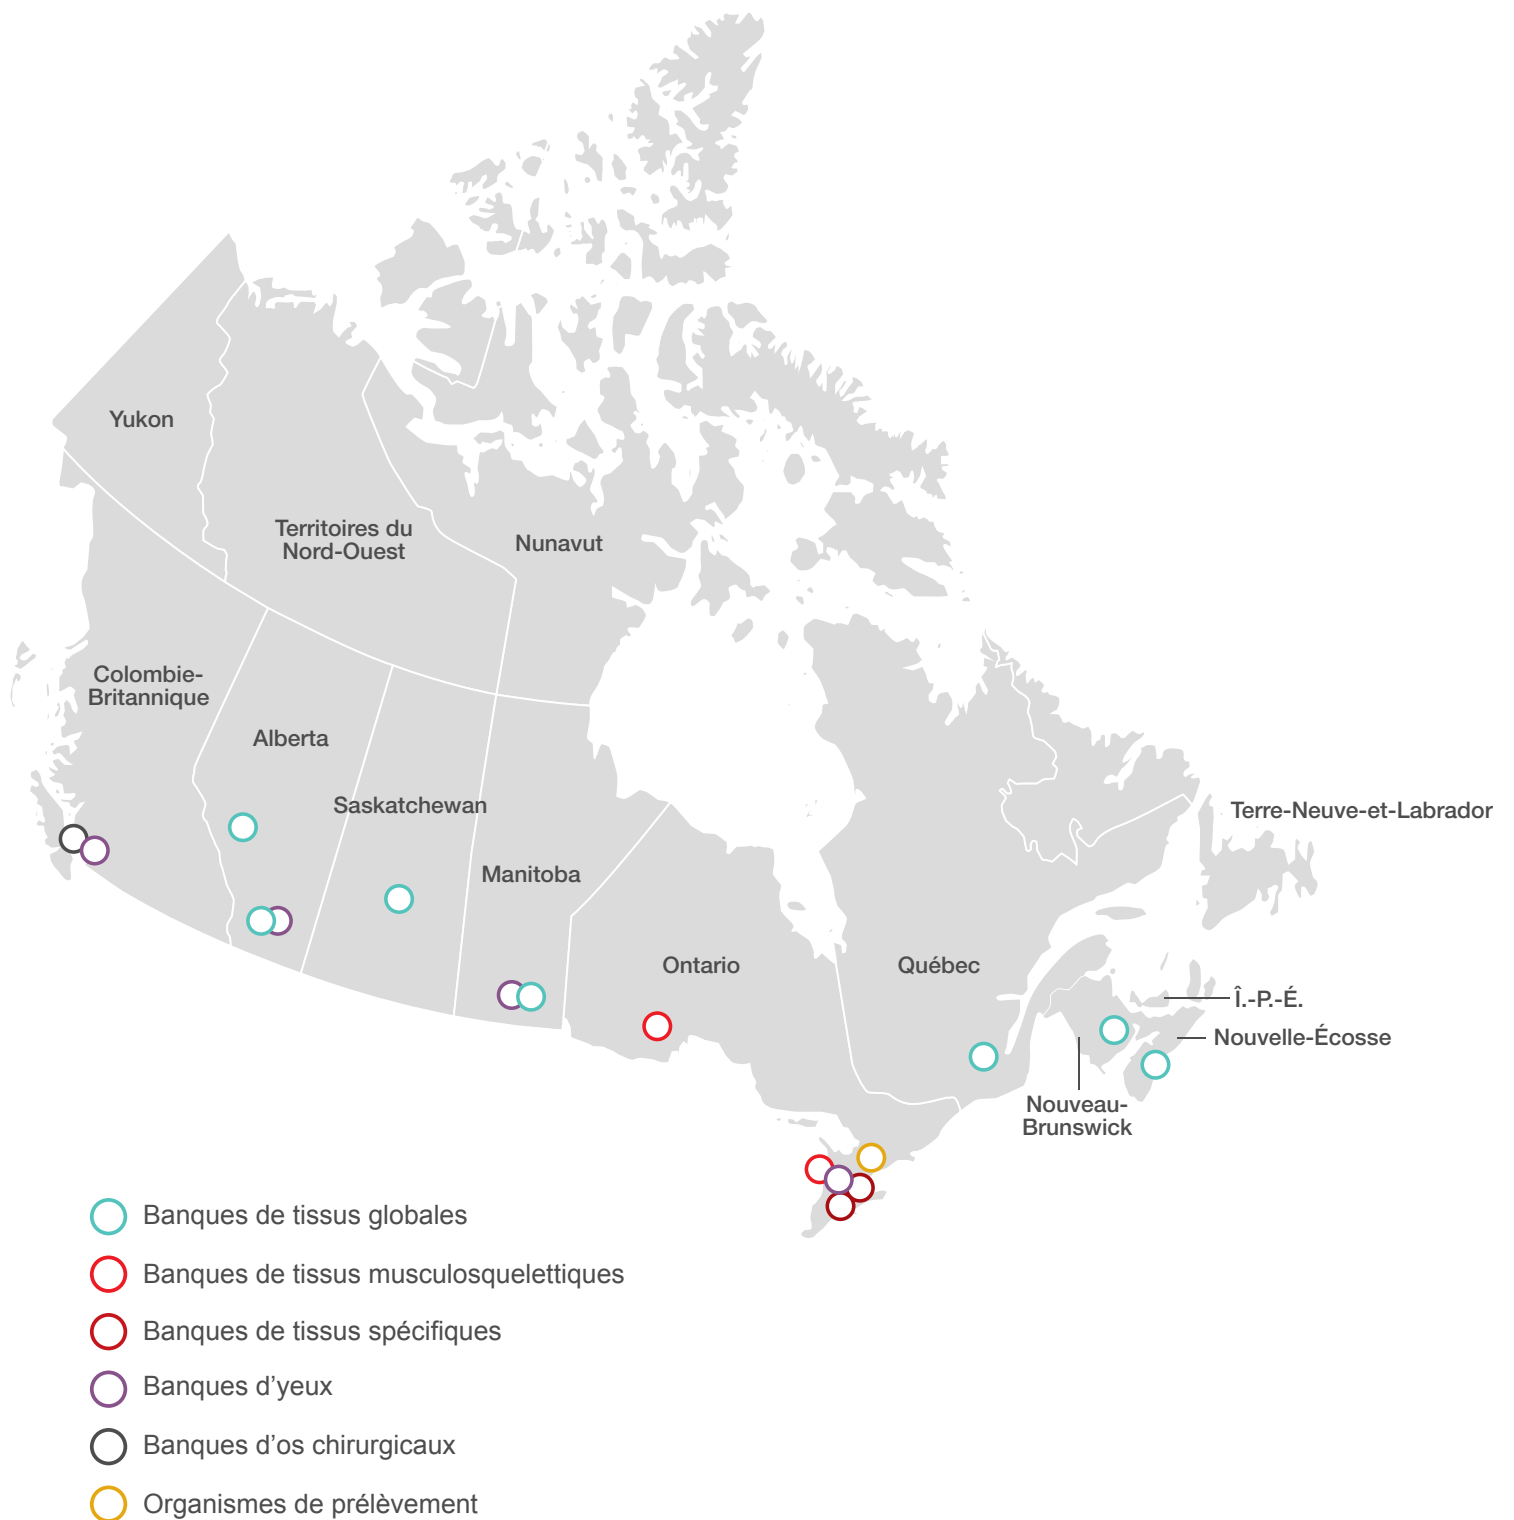 Yukon
Territoires du
Nord-Ouest
Nunavut
Colombie-
Britannique
Alberta
Saskatchewan
Terre-Neuve-et-Labrador
Manitoba
Ontario
Québec
Î.-P.-É.
Nouvelle-Écosse
Nouveau-
Brunswick
Banques de tissus globales
Banques de tissus musculosquelettiques
Banques de tissus spécifiques
Banques d’yeux
Banques d’os chirurgicaux
Organismes de prélèvement